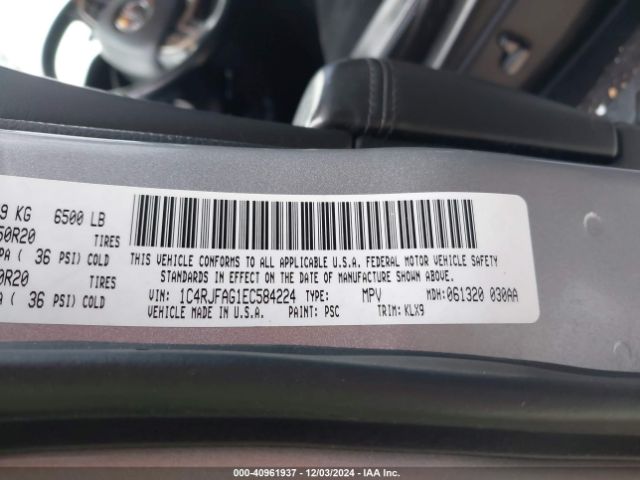 9 KG 6500 LB
50R20 TIRES
PA ( 36 PSI) COLD
0R20 TIRES
A ( 36 PSI) COLD
THIS VEHICLE CONFORMS TO ALL APPLICABLE U.S.A. FEDERAL MOTOR VEHICLE SAFETY
STANDARDS IN EFFECT ON THE DATE OF MANUFACTURE SHOWN ABOVE.
VIN: 1C4RJFAG1EC584224 TYPE: MPV MDH:061320 030AA
VEHICLE MADE IN U.S.A. PAINT: PSC TRIM: KLX9
000-40961937 - 12/03/2024 - IAAI.COM